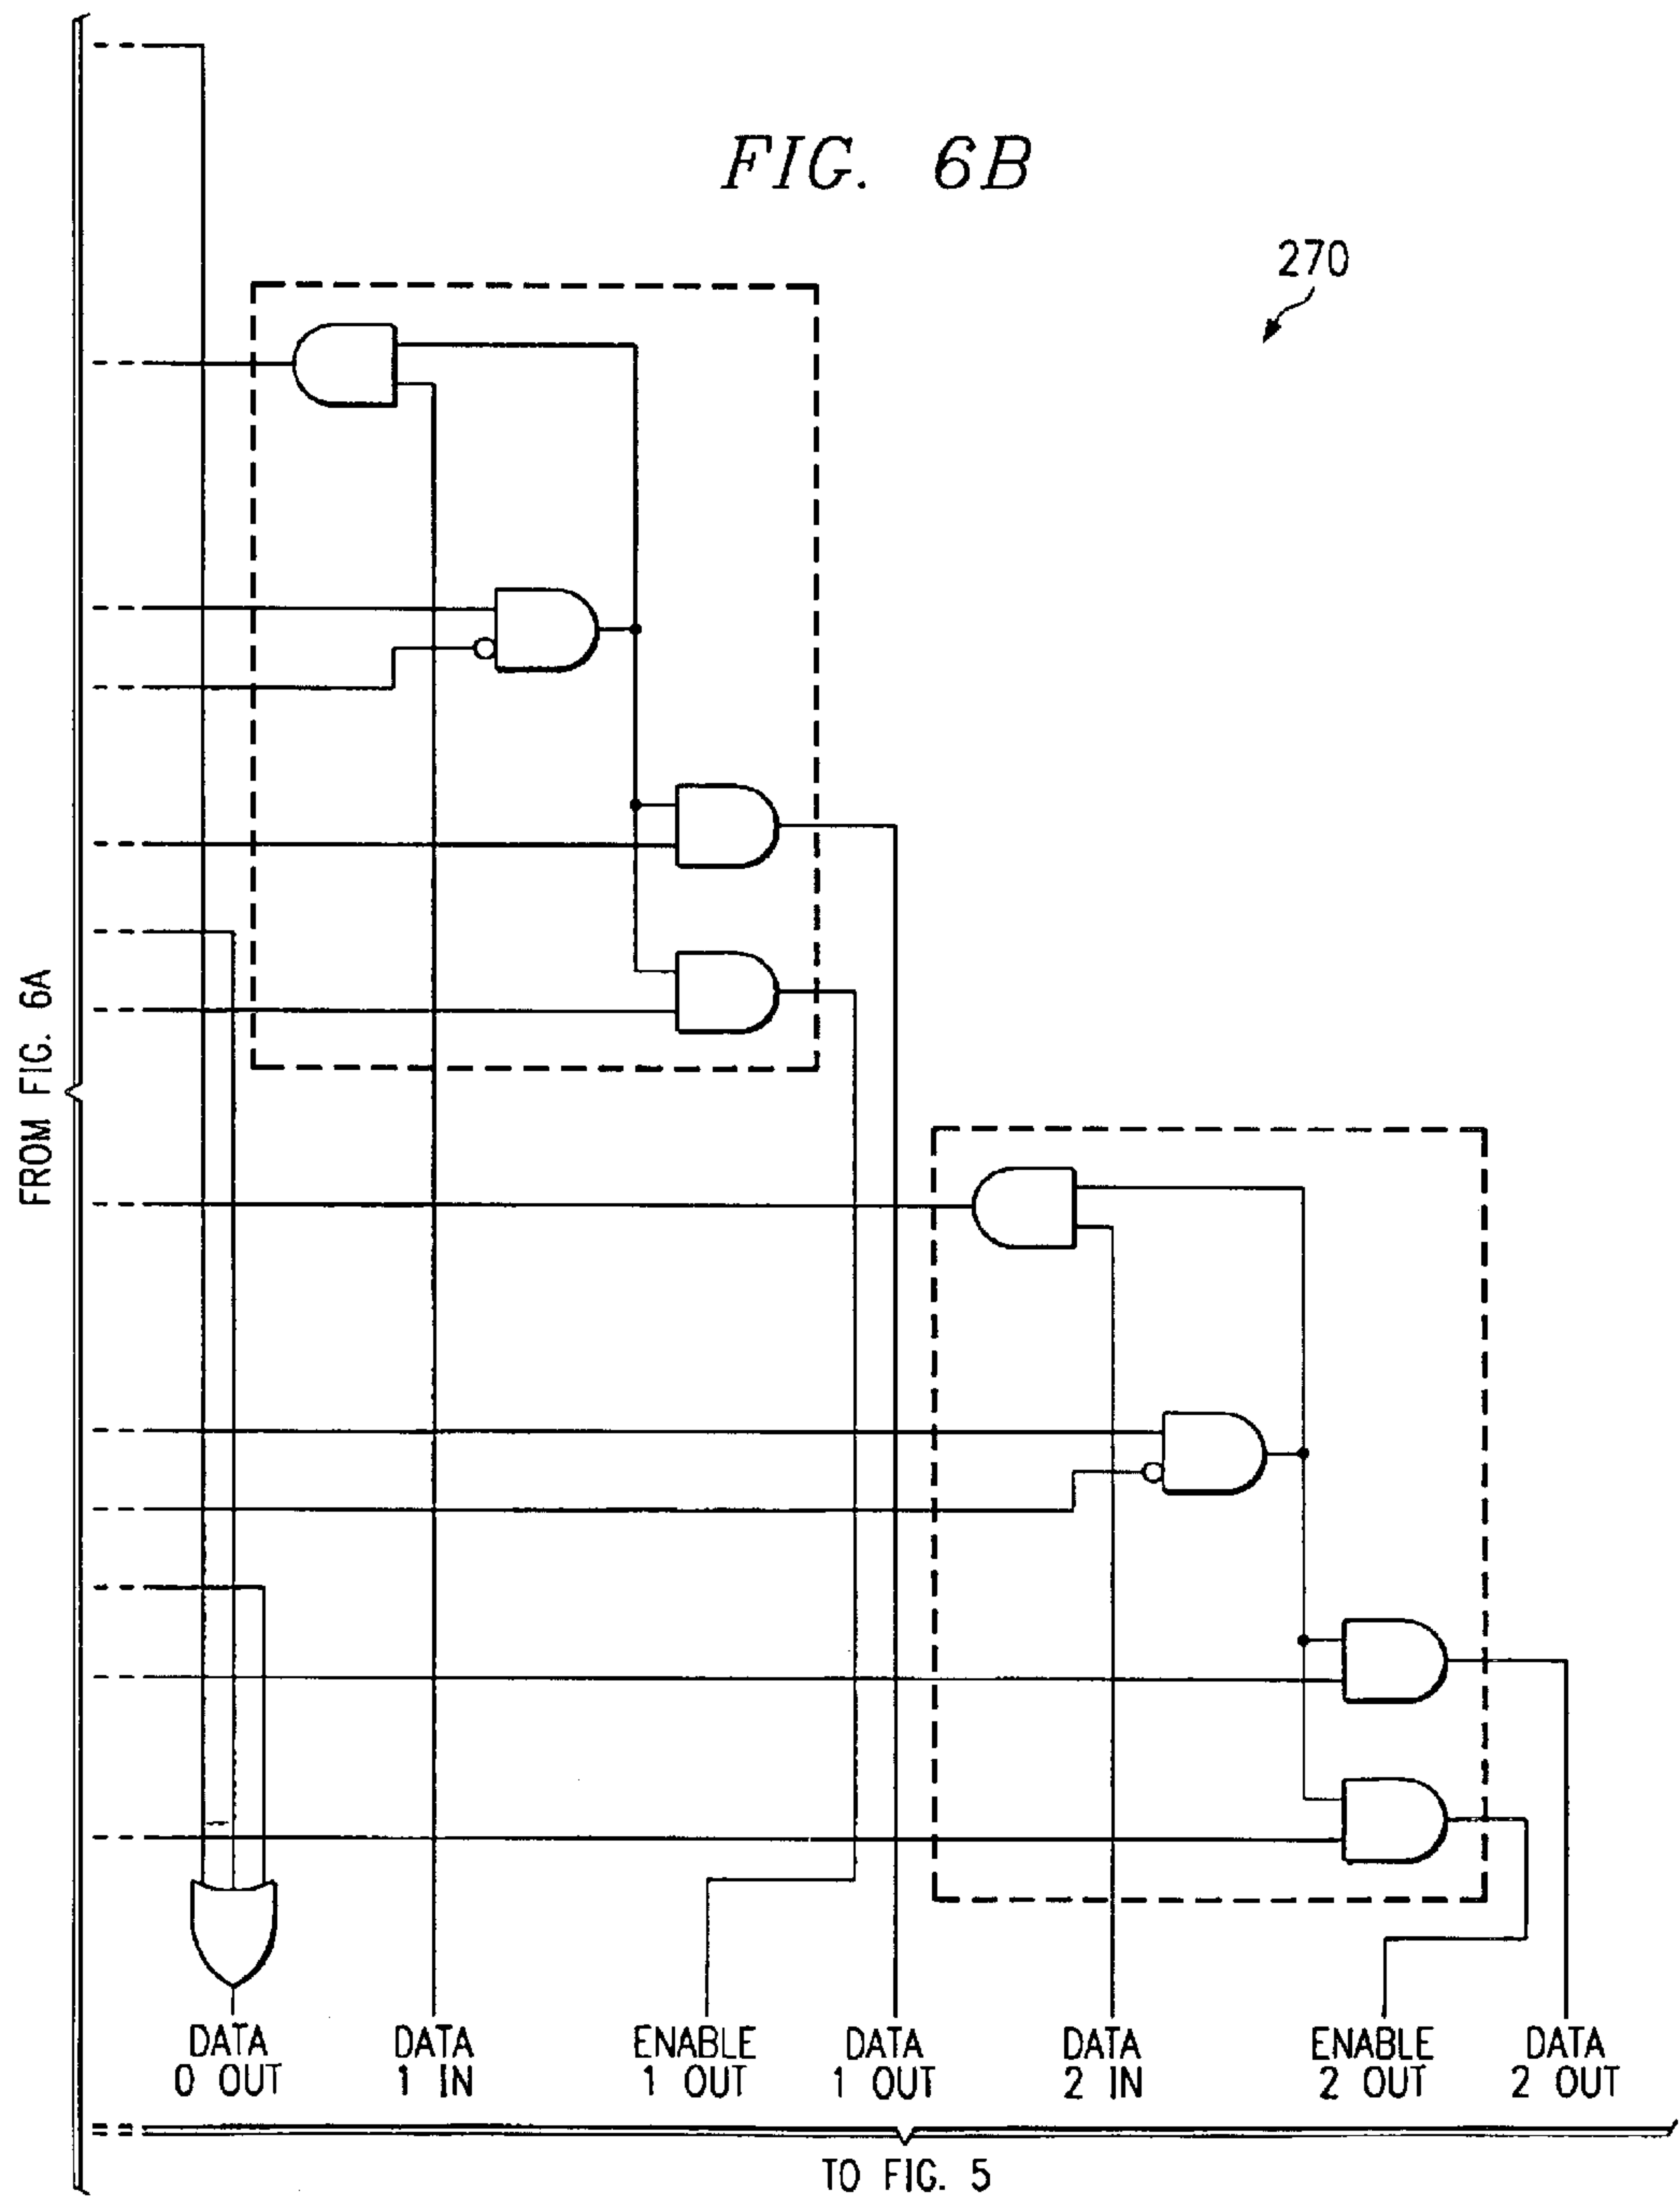 FIG. 6B
270
FROM FIG. 6A
DATA
0 OUT
DATA
1 IN
ENABLE
1 OUT
DATA
1 OUT
DATA
2 IN
ENABLE
2 OUT
DATA
2 OUT
TO FIG. 5